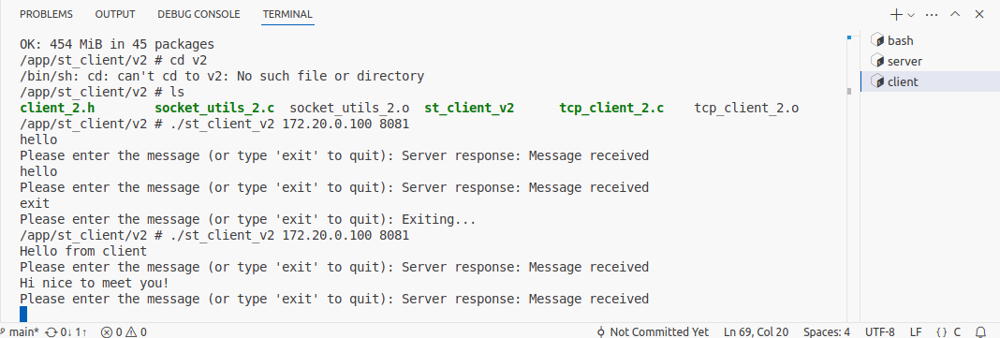 PROBLEMS OUTPUT DEBUG CONSOLE TERMINAL
OK: 454 MiB in 45 packages
/app/st_client/v2 # cd v2
/bin/sh: cd: can't cd to v2: No such file or directory
/app/st_client/v2 # ls
client_2.h socket_utils_2.c socket_utils_2.o st_client_v2 tcp_client_2.c tcp_client_2.o
/app/st_client/v2 # ./st_client_v2 172.20.0.100 8081
hello
Please enter the message (or type 'exit' to quit): Server response: Message received
hello
Please enter the message (or type 'exit' to quit): Server response: Message received
exit
Please enter the message (or type 'exit' to quit): Exiting...
/app/st_client/v2 # ./st_client_v2 172.20.0.100 8081
Hello from client
Please enter the message (or type 'exit' to quit): Server response: Message received
Hi nice to meet you!
Please enter the message (or type 'exit' to quit): Server response: Message received
bash
server
client
main* 0↓ 1↑ 0 0 Not Committed Yet Ln 69, Col 20 Spaces: 4 UTF-8 LF {} C